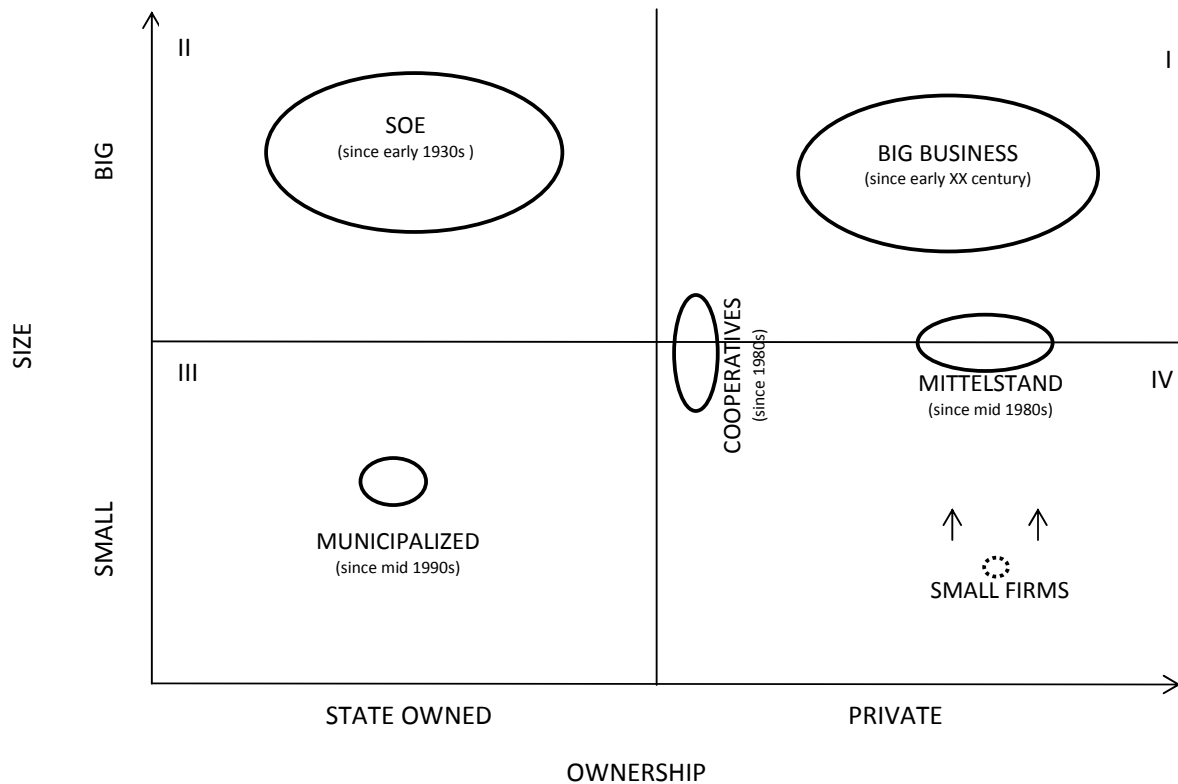 II
I
SOE
(since early 1930s )
BIG BUSINESS
(since early XX century)
BIG
COOPERATIVES
(since 1980s)
SIZE
III
IV
MITTELSTAND
(since mid 1980s)
SMALL
MUNICIPALIZED
(since mid 1990s)
SMALL FIRMS
STATE OWNED
PRIVATE
OWNERSHIP